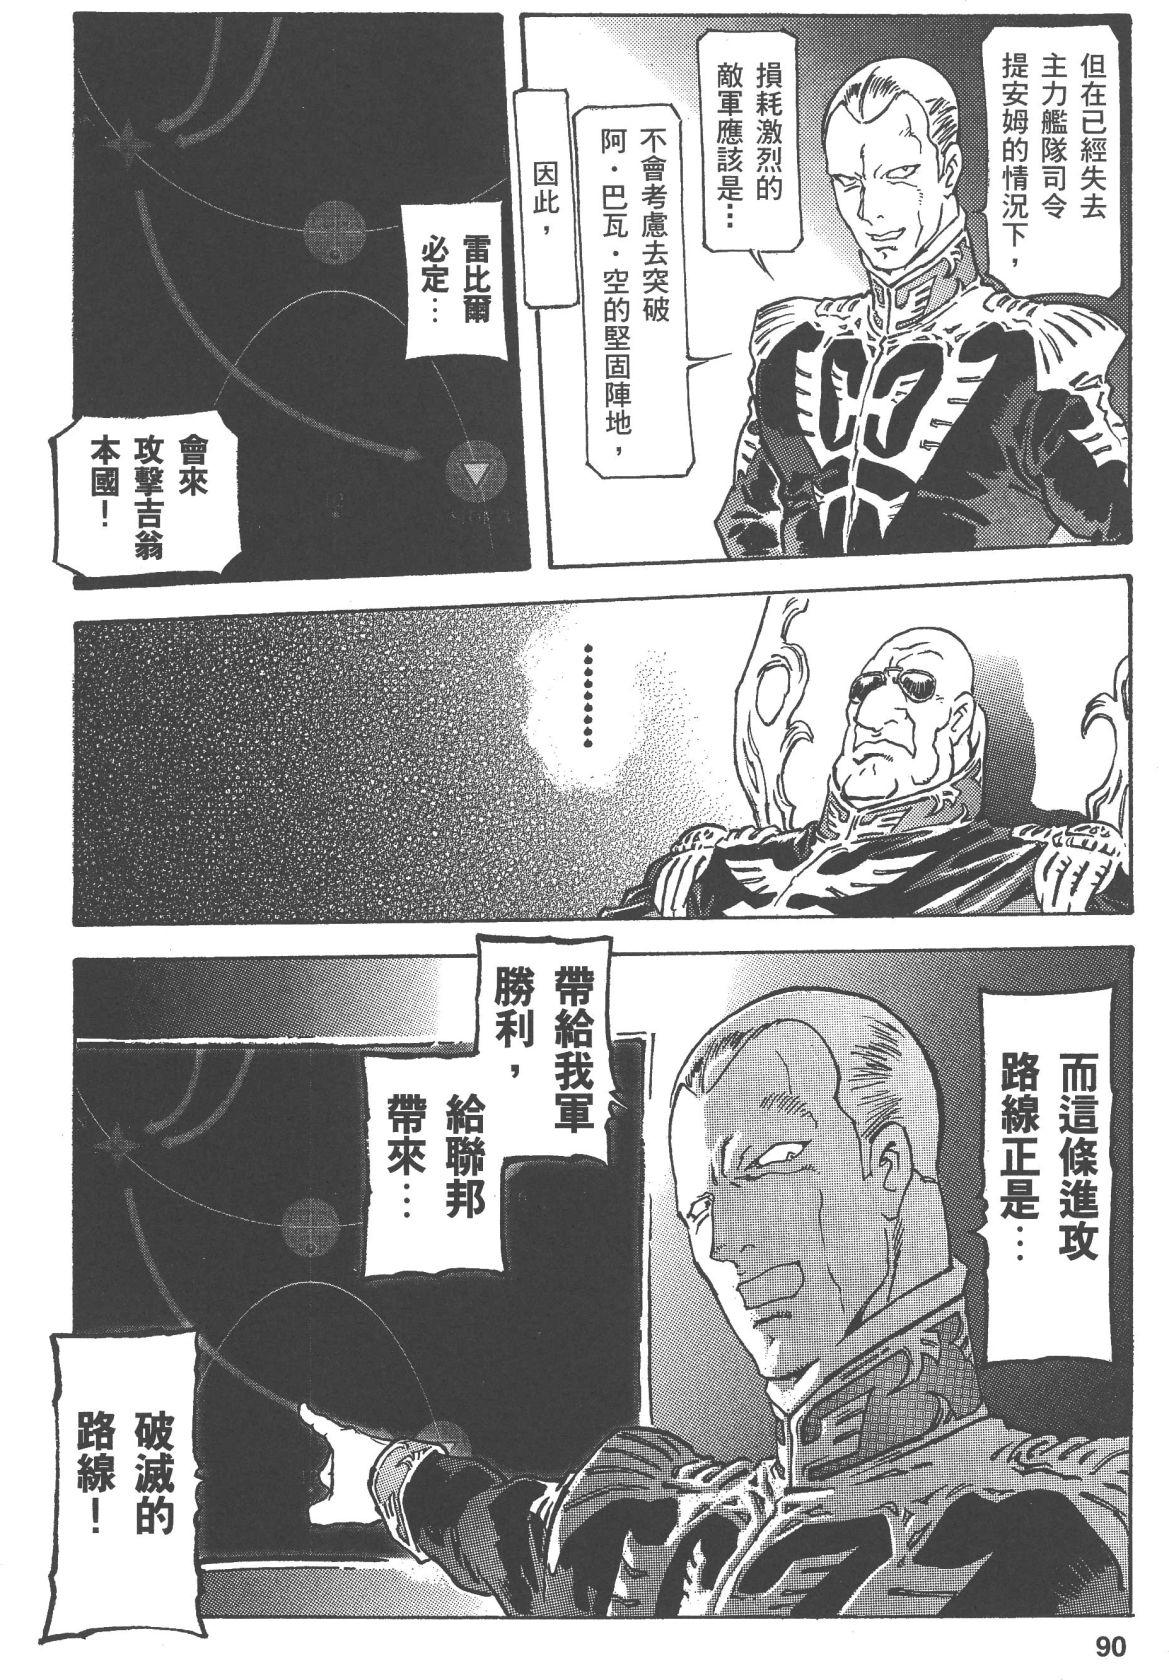 但在已經失去
主力艦隊司令
提安姆的情況下，
損耗激烈的
敵軍應該是…
不會考慮去突破
阿・巴瓦・空的堅固陣地，
因此，
雷比爾
必定…
會來
攻擊吉翁
本國！
………
而這條進攻
路線正是…
帶給我軍
勝利，
給聯邦
帶來…
破滅的
路線！
90